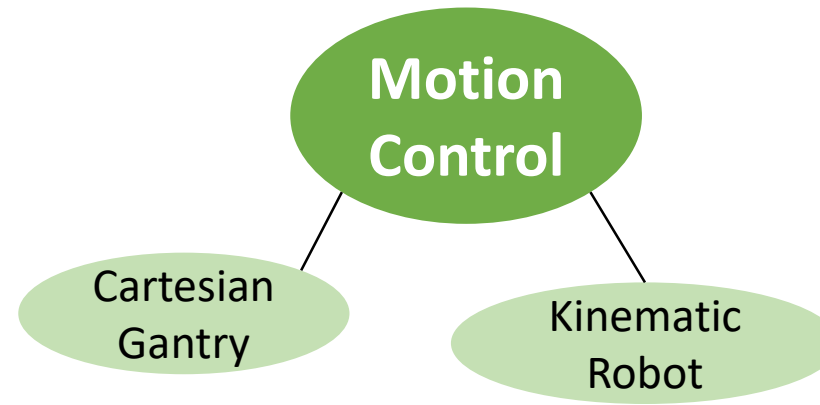 Motion
Control
Cartesian
Gantry
Kinematic
Robot